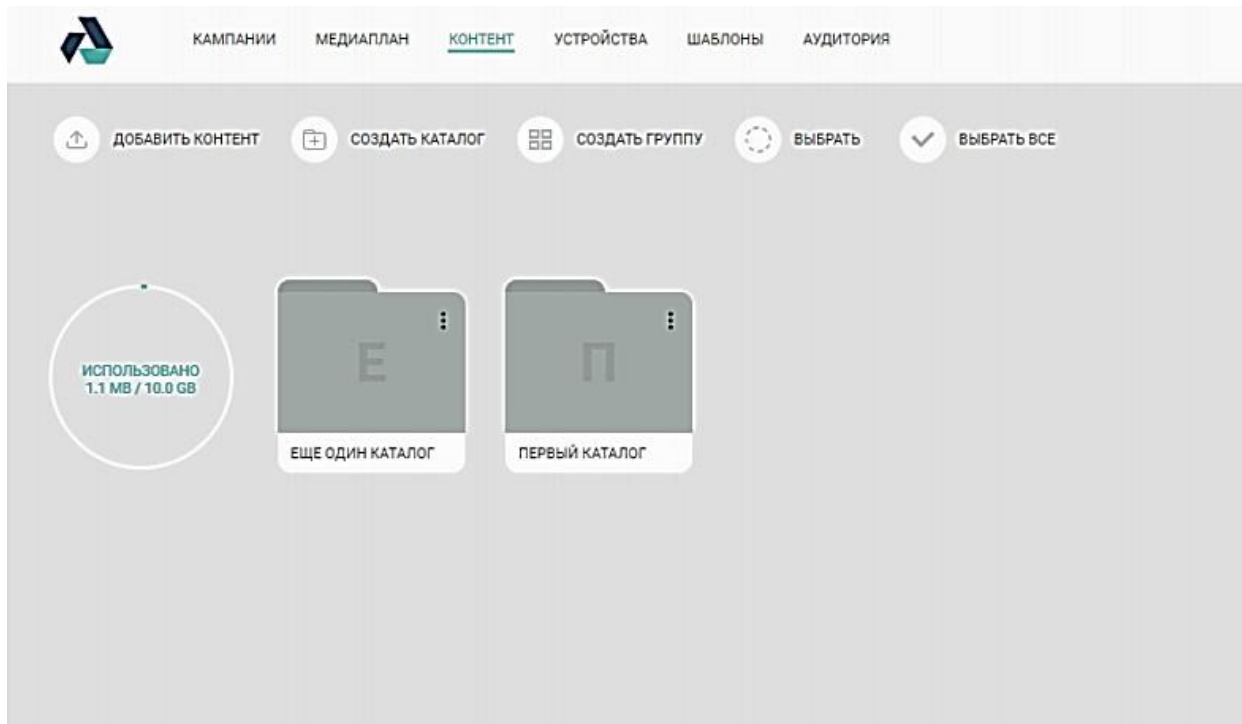 КАМПАНИИ МЕДИАПЛАН КОНТЕНТ УСТРОЙСТВА ШАБЛОНЫ АУДИТОРИЯ
ДОБАВИТЬ КОНТЕНТ СОЗДАТЬ КАТАЛОГ СОЗДАТЬ ГРУППУ ВЫБРАТЬ ВЫБРАТЬ ВСЕ
ИСПОЛЬЗОВАНО
1.1 MB / 10.0 GB
Е
ЕЩЕ ОДИН КАТАЛОГ
П
ПЕРВЫЙ КАТАЛОГ